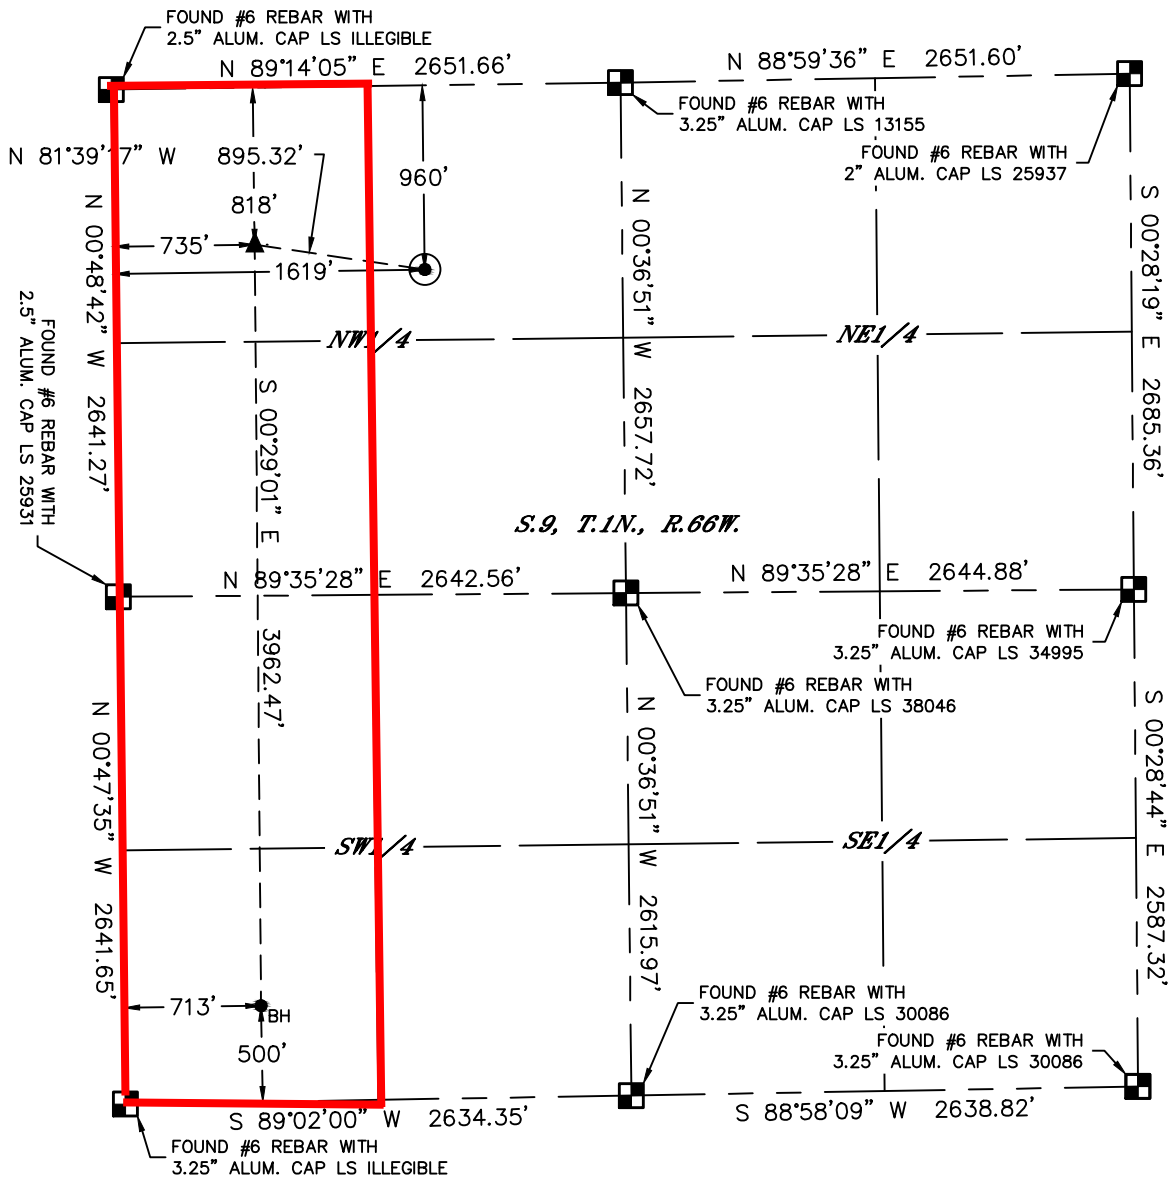 FOUND #6 REBAR WITH
2.5" ALUM. CAP LS ILLEGIBLE
N 89°14'05" E 2651.66'
N 88°59'36" E 2651.60'
FOUND #6 REBAR WITH
3.25" ALUM. CAP LS 13155
FOUND #6 REBAR WITH
2" ALUM. CAP LS 25937
N 81°39'17" W 895.32'
960'
818'
735'
1619'
N 00°48'42" W 2641.27'
N 00°36'51" W 2657.72'
S 00°28'19" E 2685.36'
NW1/4
NE1/4
FOUND #6 REBAR WITH
2.5" ALUM. CAP LS 25931
S 00°29'01" E 3962.47'
S.9, T.1N., R.66W.
N 89°35'28" E 2642.56'
N 89°35'28" E 2644.88'
FOUND #6 REBAR WITH
3.25" ALUM. CAP LS 34995
FOUND #6 REBAR WITH
3.25" ALUM. CAP LS 38046
N 00°47'35" W 2641.65'
N 00°36'51" W 2615.97'
S 00°28'44" E 2587.32'
SW1/4
SE1/4
713'
BH
500'
FOUND #6 REBAR WITH
3.25" ALUM. CAP LS 30086
FOUND #6 REBAR WITH
3.25" ALUM. CAP LS 30086
S 89°02'00" W 2634.35'
S 88°58'09" W 2638.82'
FOUND #6 REBAR WITH
3.25" ALUM. CAP LS ILLEGIBLE